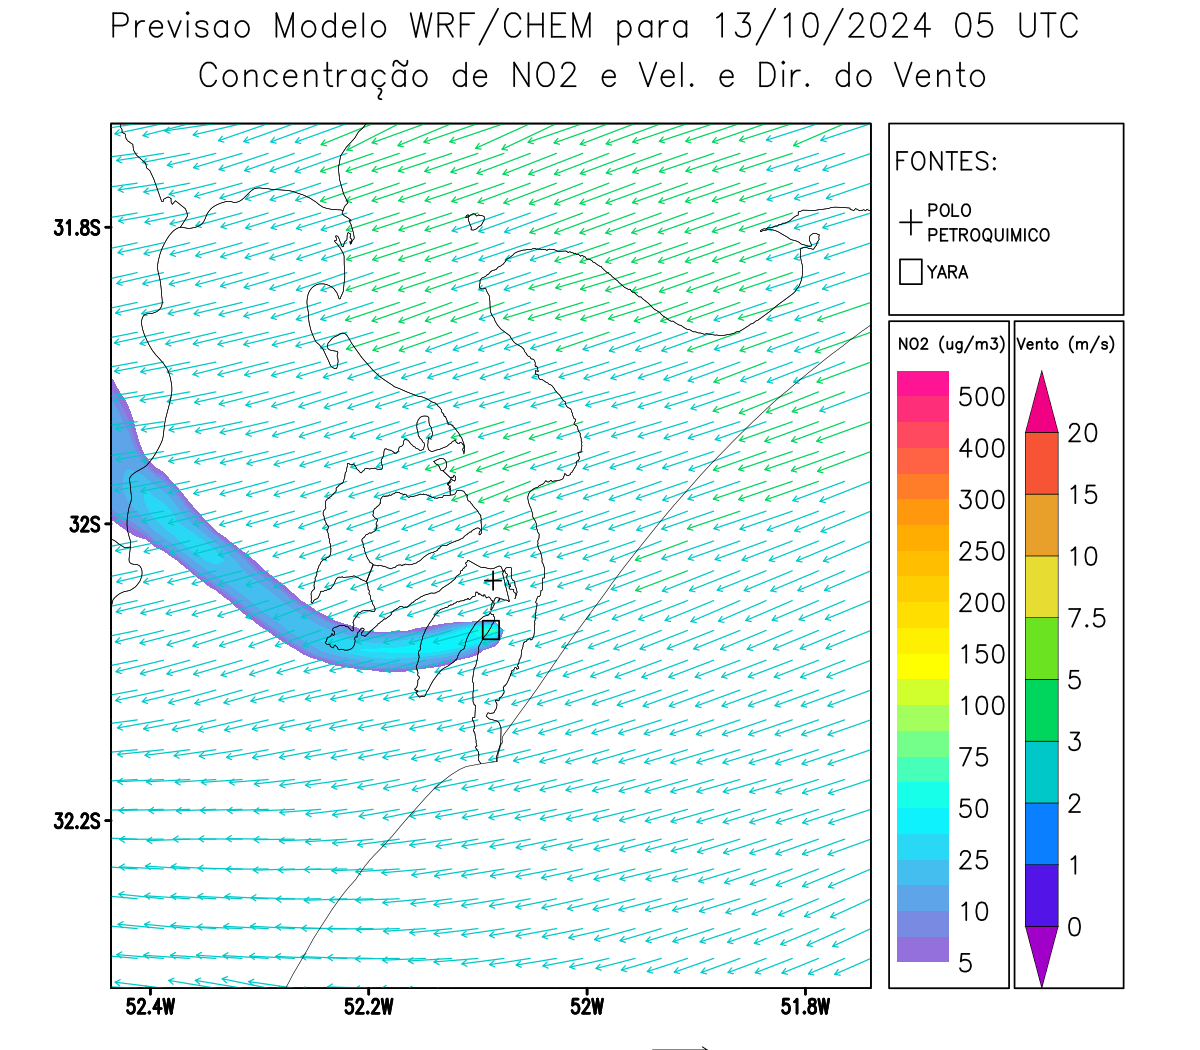 Previsao Modelo WRF/CHEM para 13/10/2024 05 UTC
Concentração de NO2 e Vel. e Dir. do Vento
FONTES:
POLO
PETROQUIMICO
YARA
NO2 (ug/m3)
500
400
300
250
200
150
100
75
50
25
10
5
Vento (m/s)
20
15
10
7.5
5
3
2
1
0
31.8S
32S
32.2S
52.4W
52.2W
52W
51.8W